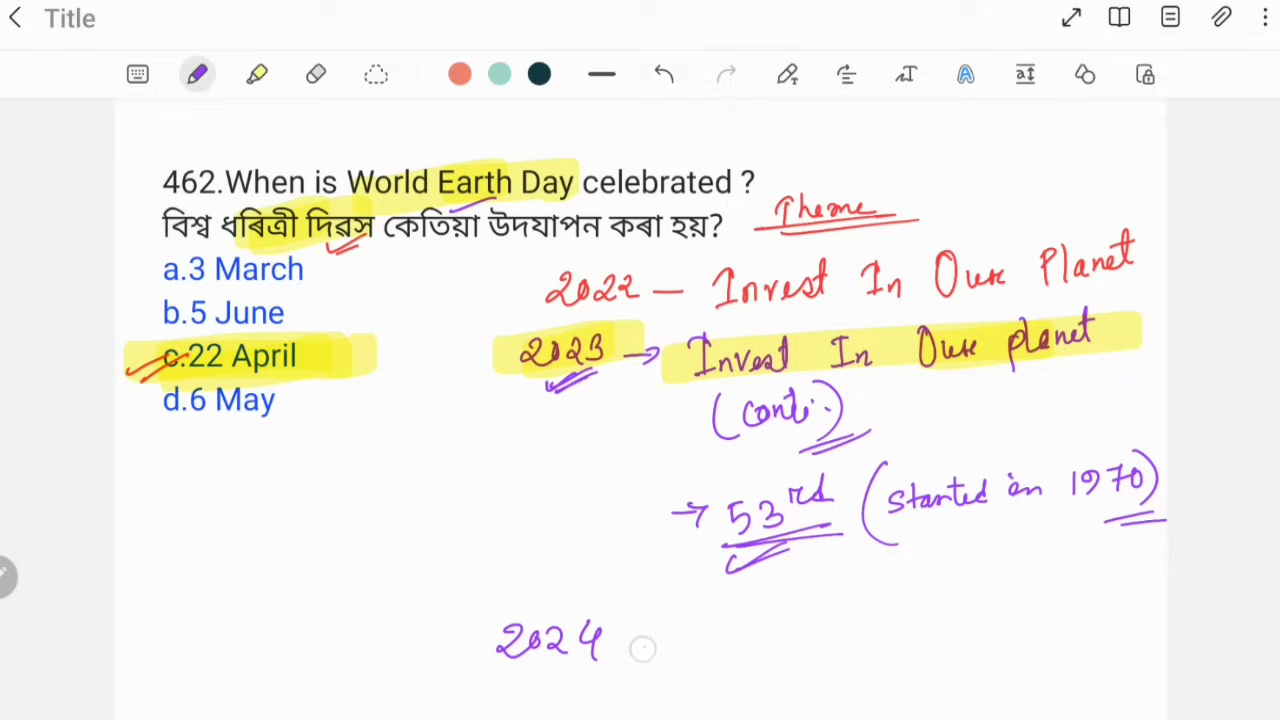 Title
462.When is World Earth Day celebrated ?
বিশ্ব ধৰিত্ৰী দিৱস কেতিয়া উদযাপন কৰা হয়?
Theme
a.3 March
2022 – Invest In Our Planet
b.5 June
c.22 April
2023 → Invest In Our planet
d.6 May
(conti.)
→ 53rd (Started in 1970)
2024